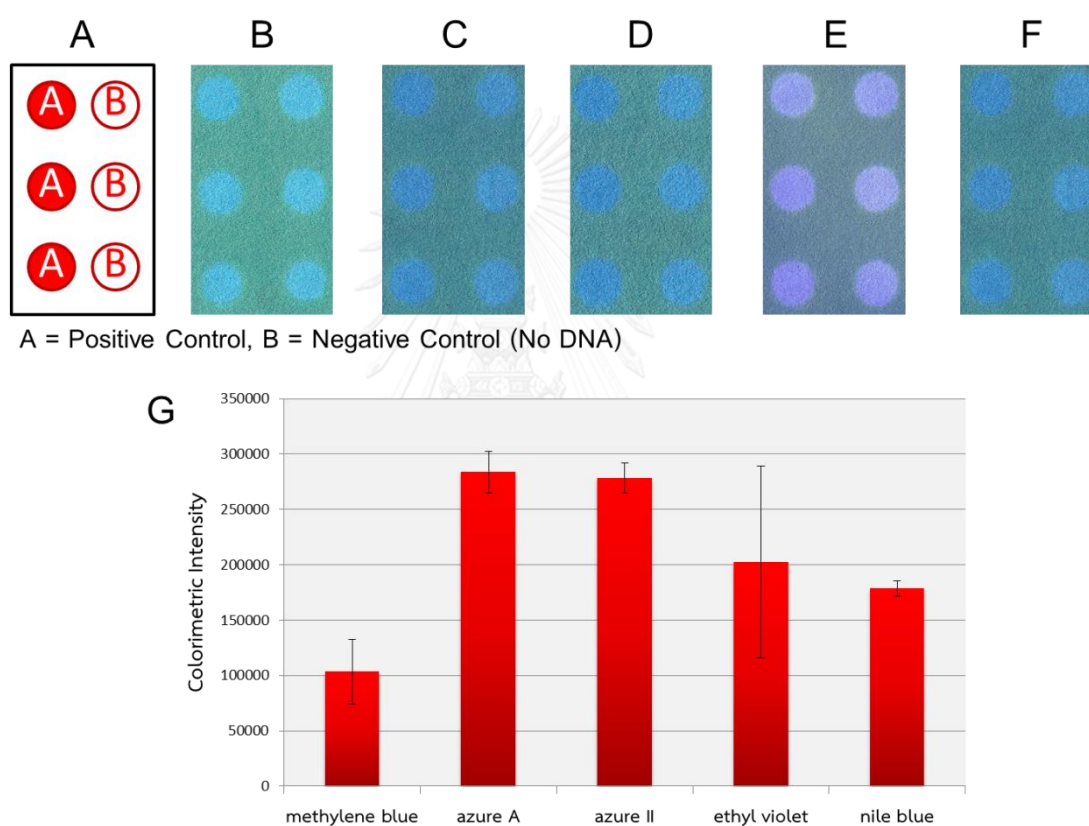 A B C D E F
A B
A B
A B
A = Positive Control, B = Negative Control (No DNA)
G
350000
300000
250000
200000
150000
100000
50000
0
Colorimetric Intensity
methylene blue azure A azure II ethyl violet nile blue